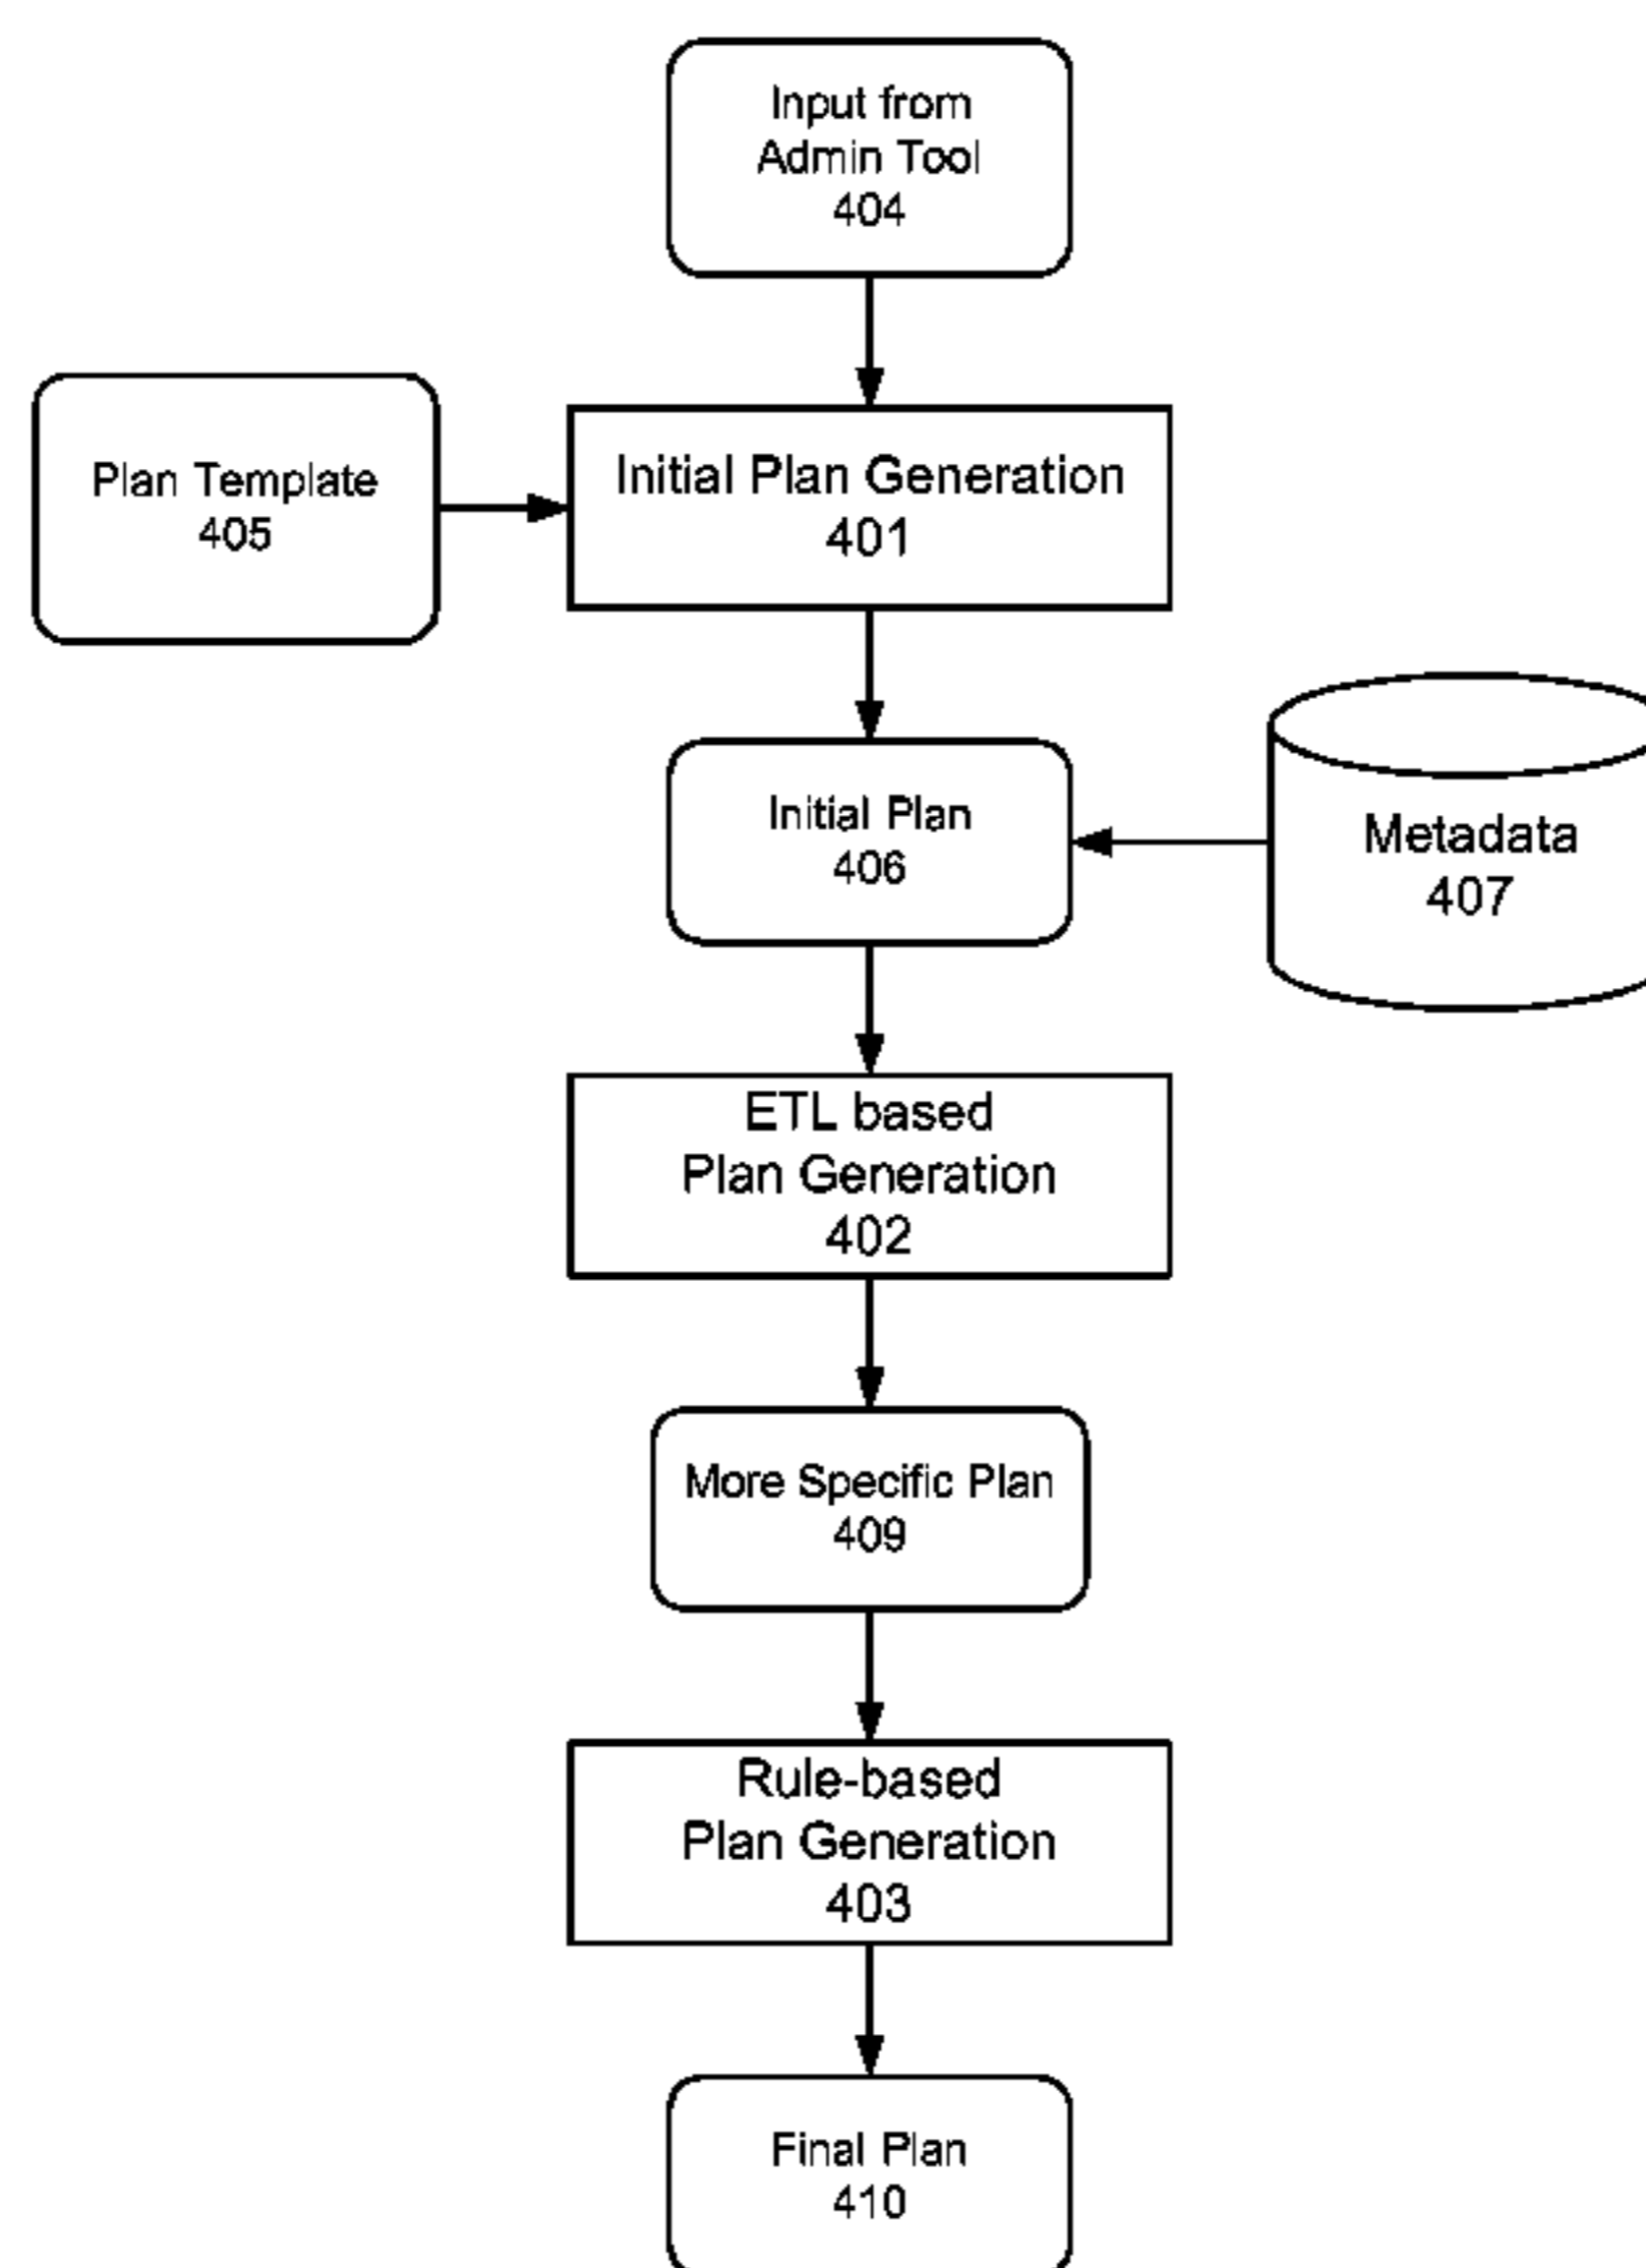 Input from
Admin Tool
404
Plan Template
405
Initial Plan Generation
401
Initial Plan
406
Metadata
407
ETL based
Plan Generation
402
More Specific Plan
409
Rule-based
Plan Generation
403
Final Plan
410